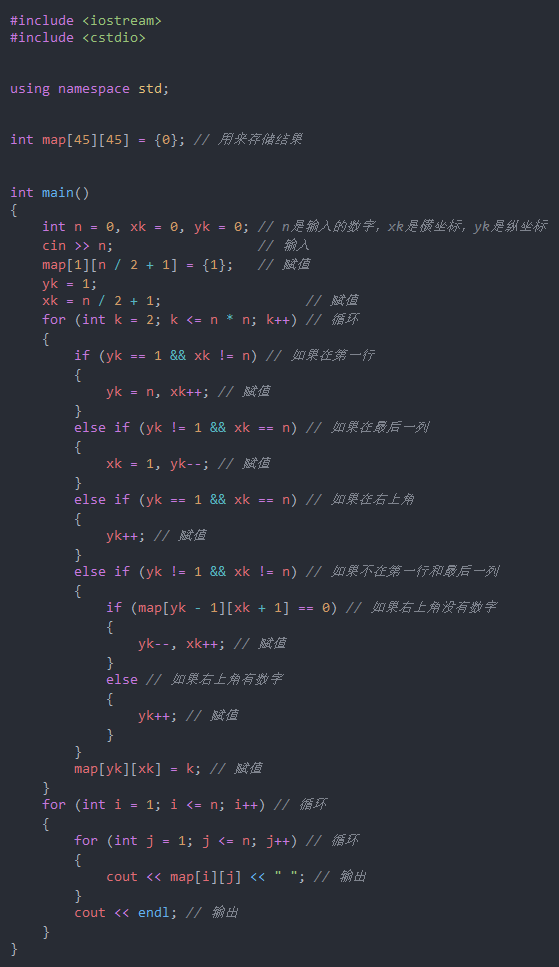 #include <iostream>
#include <cstdio>
using namespace std;
int map[45][45] = {0}; // 用来存储结果
int main()
{
    int n = 0, xk = 0, yk = 0; // n是输入的数字，xk是横坐标，yk是纵坐标
    cin >> n;                  // 输入
    map[1][n / 2 + 1] = {1};   // 赋值
    yk = 1;
    xk = n / 2 + 1;                  // 赋值
    for (int k = 2; k <= n * n; k++) // 循环
    {
        if (yk == 1 && xk != n) // 如果在第一行
        {
            yk = n, xk++; // 赋值
        }
        else if (yk != 1 && xk == n) // 如果在最后一列
        {
            xk = 1, yk--; // 赋值
        }
        else if (yk == 1 && xk == n) // 如果在右上角
        {
            yk++; // 赋值
        }
        else if (yk != 1 && xk != n) // 如果不在第一行和最后一列
        {
            if (map[yk - 1][xk + 1] == 0) // 如果右上角没有数字
            {
                yk--, xk++; // 赋值
            }
            else // 如果右上角有数字
            {
                yk++; // 赋值
            }
        }
        map[yk][xk] = k; // 赋值
    }
    for (int i = 1; i <= n; i++) // 循环
    {
        for (int j = 1; j <= n; j++) // 循环
        {
            cout << map[i][j] << " "; // 输出
        }
        cout << endl; // 输出
    }
}